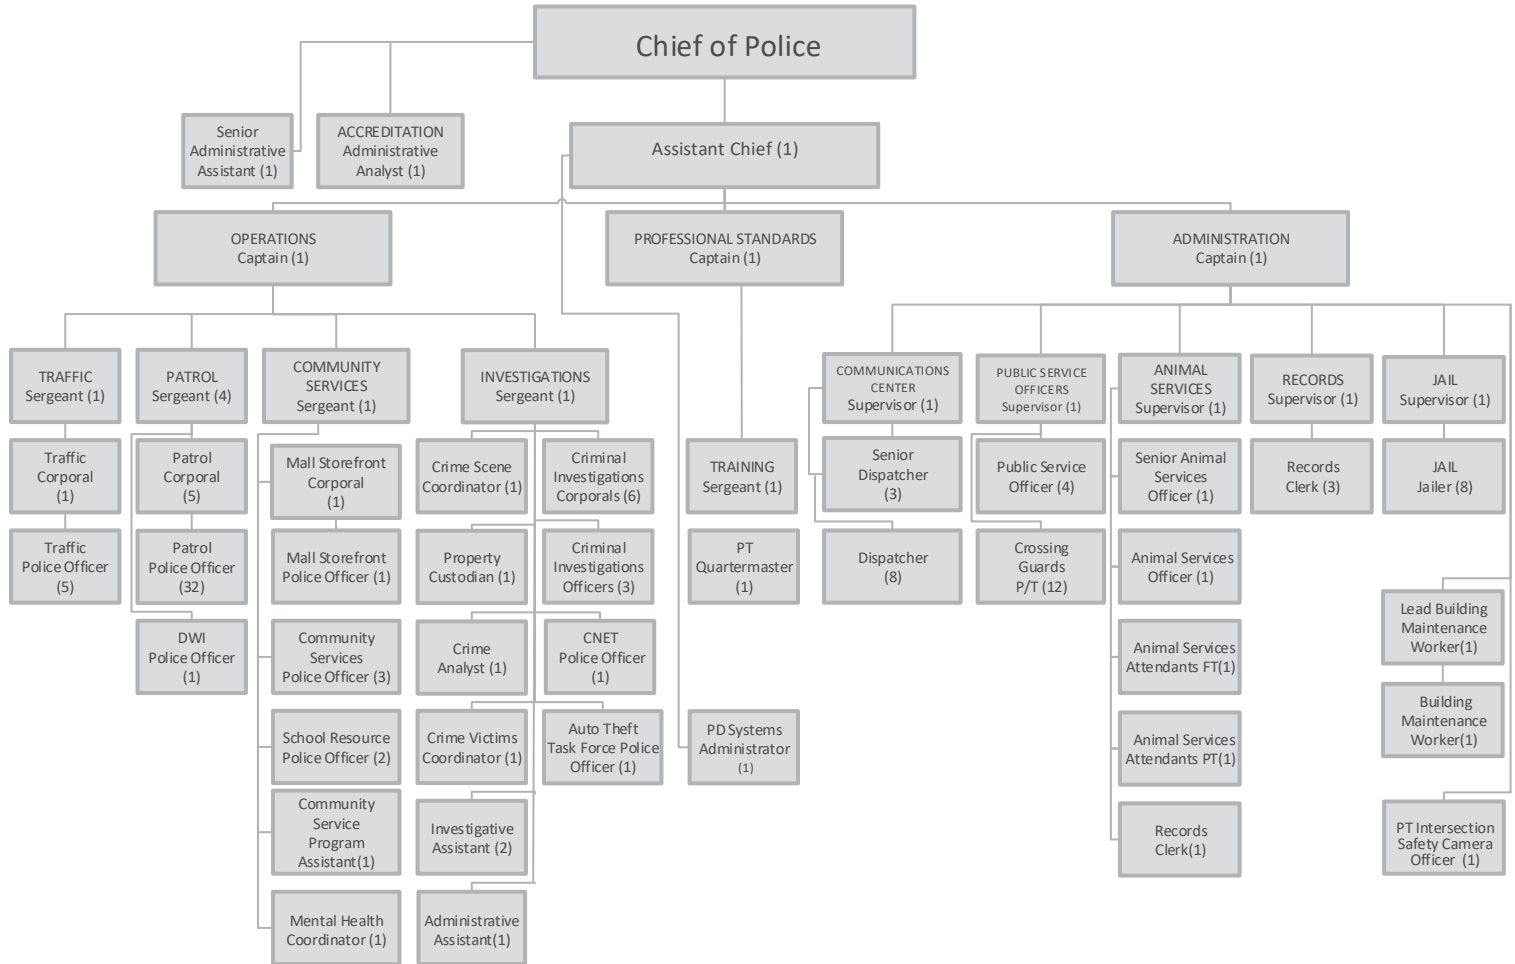 Chief of Police
Senior
Administrative
Assistant (1)
ACCREDITATION
Administrative
Analyst (1)
Assistant Chief (1)
OPERATIONS
Captain (1)
PROFESSIONAL STANDARDS
Captain (1)
ADMINISTRATION
Captain (1)
TRAFFIC
Sergeant (1)
PATROL
Sergeant (4)
COMMUNITY
SERVICES
Sergeant (1)
INVESTIGATIONS
Sergeant (1)
COMMUNICATIONS
CENTER
Supervisor (1)
PUBLIC SERVICE
OFFICERS
Supervisor (1)
ANIMAL
SERVICES
Supervisor (1)
RECORDS
Supervisor (1)
JAIL
Supervisor (1)
Traffic
Corporal
(1)
Patrol
Corporal
(5)
Mall Storefront
Corporal
(1)
Crime Scene
Coordinator (1)
Criminal
Investigations
Corporals (6)
TRAINING
Sergeant (1)
Senior
Dispatcher
(3)
Public Service
Officer (4)
Senior Animal
Services
Officer (1)
Records
Clerk (3)
JAIL
Jailer (8)
Traffic
Police Officer
(5)
Patrol
Police Officer
(32)
Mall Storefront
Police Officer (1)
Property
Custodian (1)
Criminal
Investigations
Officers (3)
PT
Quartermaster
(1)
Dispatcher
(8)
Crossing
Guards
P/T (12)
Animal Services
Officer (1)
Lead Building
Maintenance
Worker(1)
DWI
Police Officer
(1)
Community
Services
Police Officer (3)
Crime
Analyst (1)
CNET
Police Officer
(1)
Animal Services
Attendants FT(1)
Building
Maintenance
Worker(1)
School Resource
Police Officer (2)
Crime Victims
Coordinator (1)
Auto Theft
Task Force Police
Officer (1)
PD Systems
Administrator
(1)
Animal Services
Attendants PT(1)
Community
Service
Program
Assistant(1)
Investigative
Assistant (2)
Records
Clerk(1)
PT Intersection
Safety Camera
Officer (1)
Mental Health
Coordinator (1)
Administrative
Assistant(1)